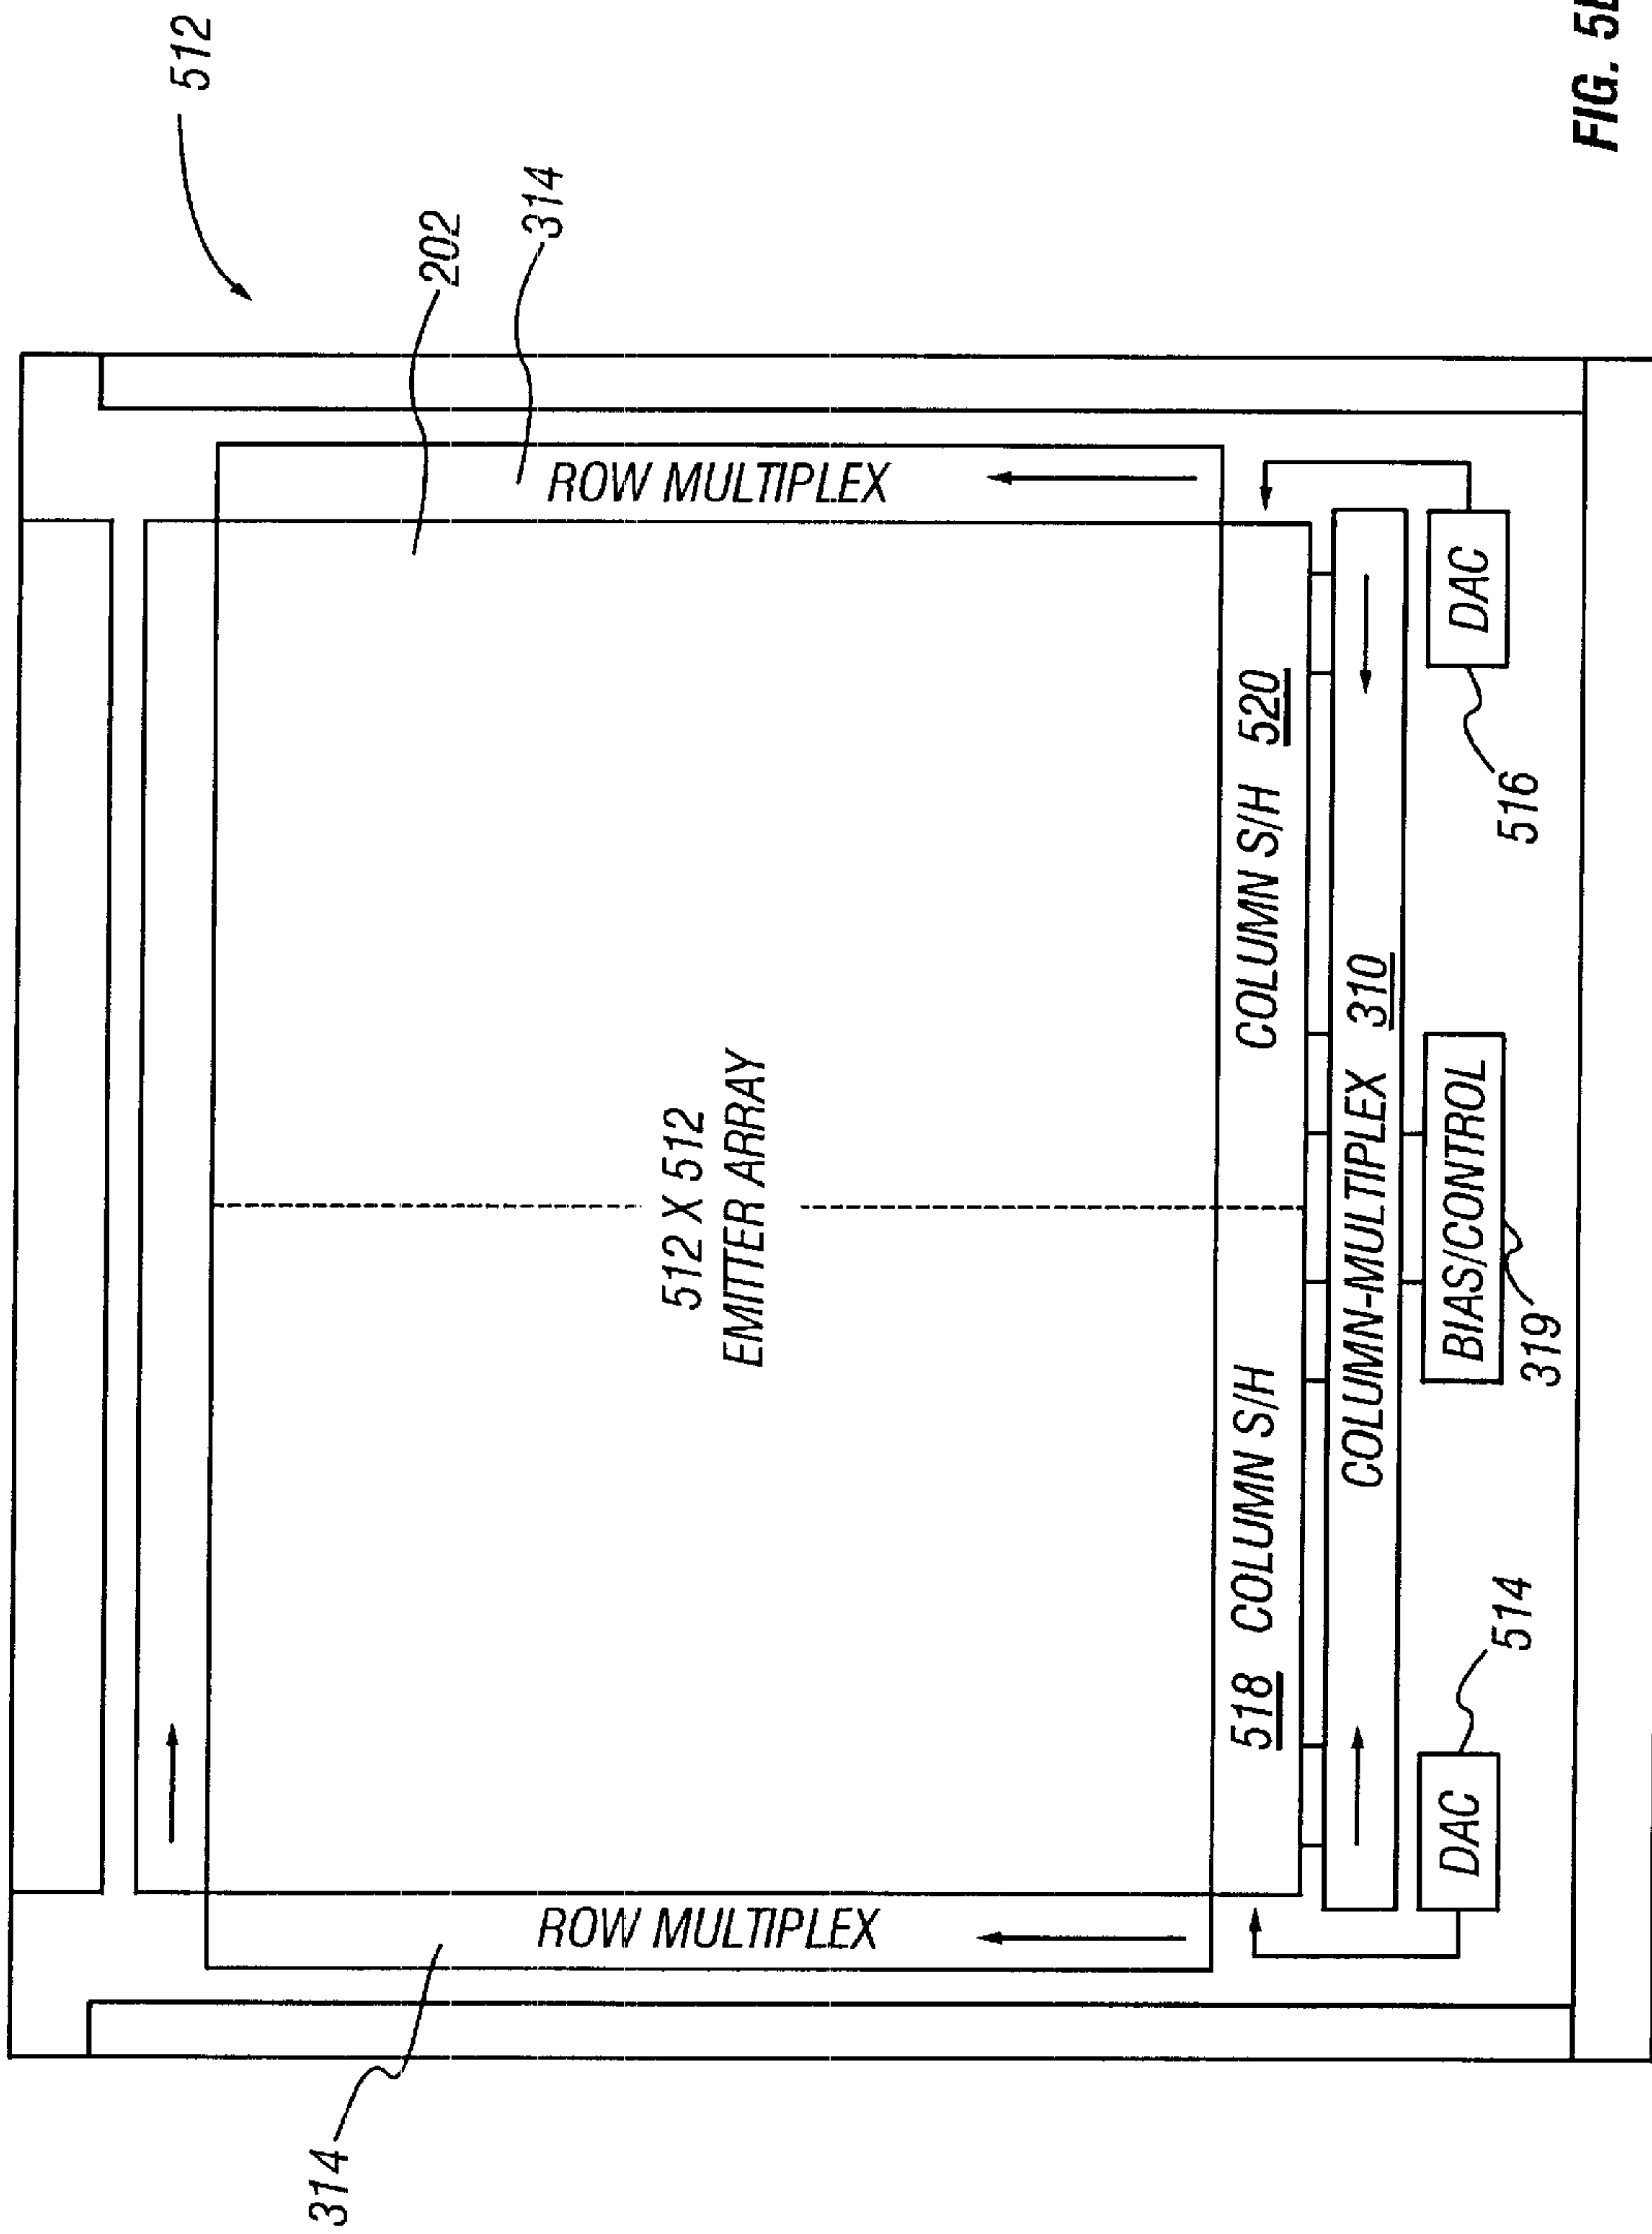 512
314
202
314
ROW MULTIPLEX
ROW MULTIPLEX
512 X 512
EMITTER ARRAY
518 COLUMN S/H
COLUMN S/H 520
COLUMN-MULTIPLEX 310
DAC
BIAS/CONTROL
DAC
514
319
516
FIG.